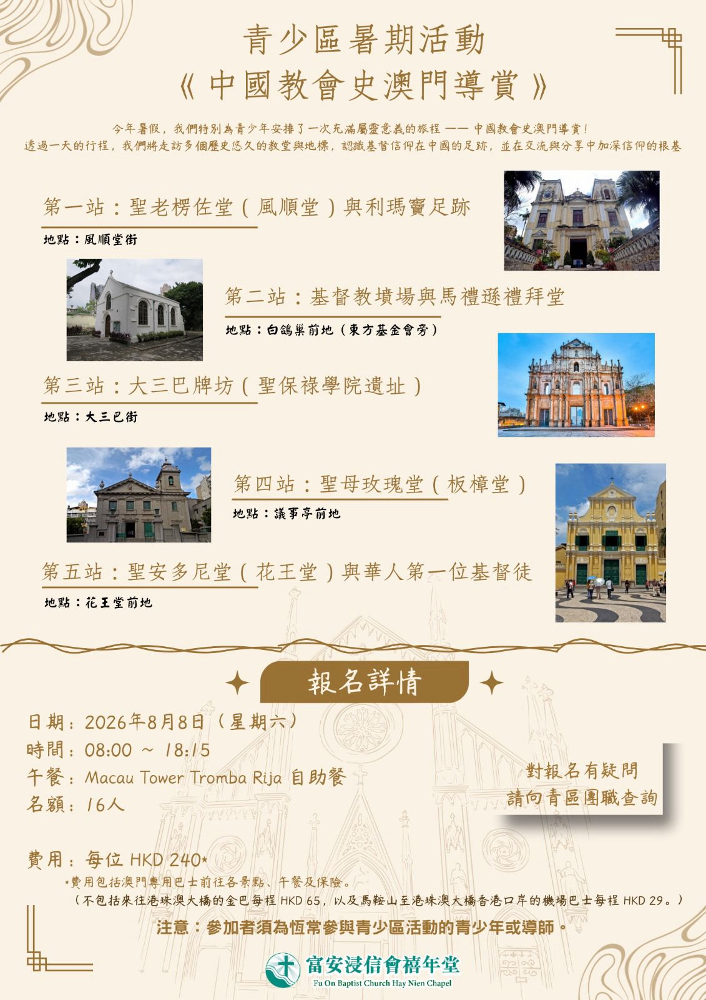 青少區暑期活動
《中國教會史澳門導賞》
今年暑假，我們特別為青少年安排了一次充滿屬靈意義的旅程 —— 中國教會史澳門導賞！
透過一天的行程，我們將走訪多個歷史悠久的教堂與地標，認識基督信仰在中國的足跡，並在交流與分享中加深信仰的根基
第一站：聖老楞佐堂（風順堂）與利瑪竇足跡
地點：風順堂街
第二站：基督教墳場與馬禮遜禮拜堂
地點：白鴿巢前地（東方基金會旁）
第三站：大三巴牌坊（聖保祿學院遺址）
地點：大三巴街
第四站：聖母玫瑰堂（板樟堂）
地點：議事亭前地
第五站：聖安多尼堂（花王堂）與華人第一位基督徒
地點：花王堂前地
報名詳情
日期：2026年8月8日（星期六）
時間：08:00 ~ 18:15
午餐：Macau Tower Tromba Rija 自助餐
名額：16人
對報名有疑問
請向青區團職查詢
費用：每位 HKD 240*
*費用包括澳門專用巴士前往各景點、午餐及保險。
（不包括來往港珠澳大橋的金巴每程 HKD 65，以及馬鞍山至港珠澳大橋香港口岸的機場巴士每程 HKD 29。）
注意：參加者須為恆常參與青少區活動的青少年或導師。
富安浸信會禧年堂
Fu On Baptist Church Hay Nien Chapel